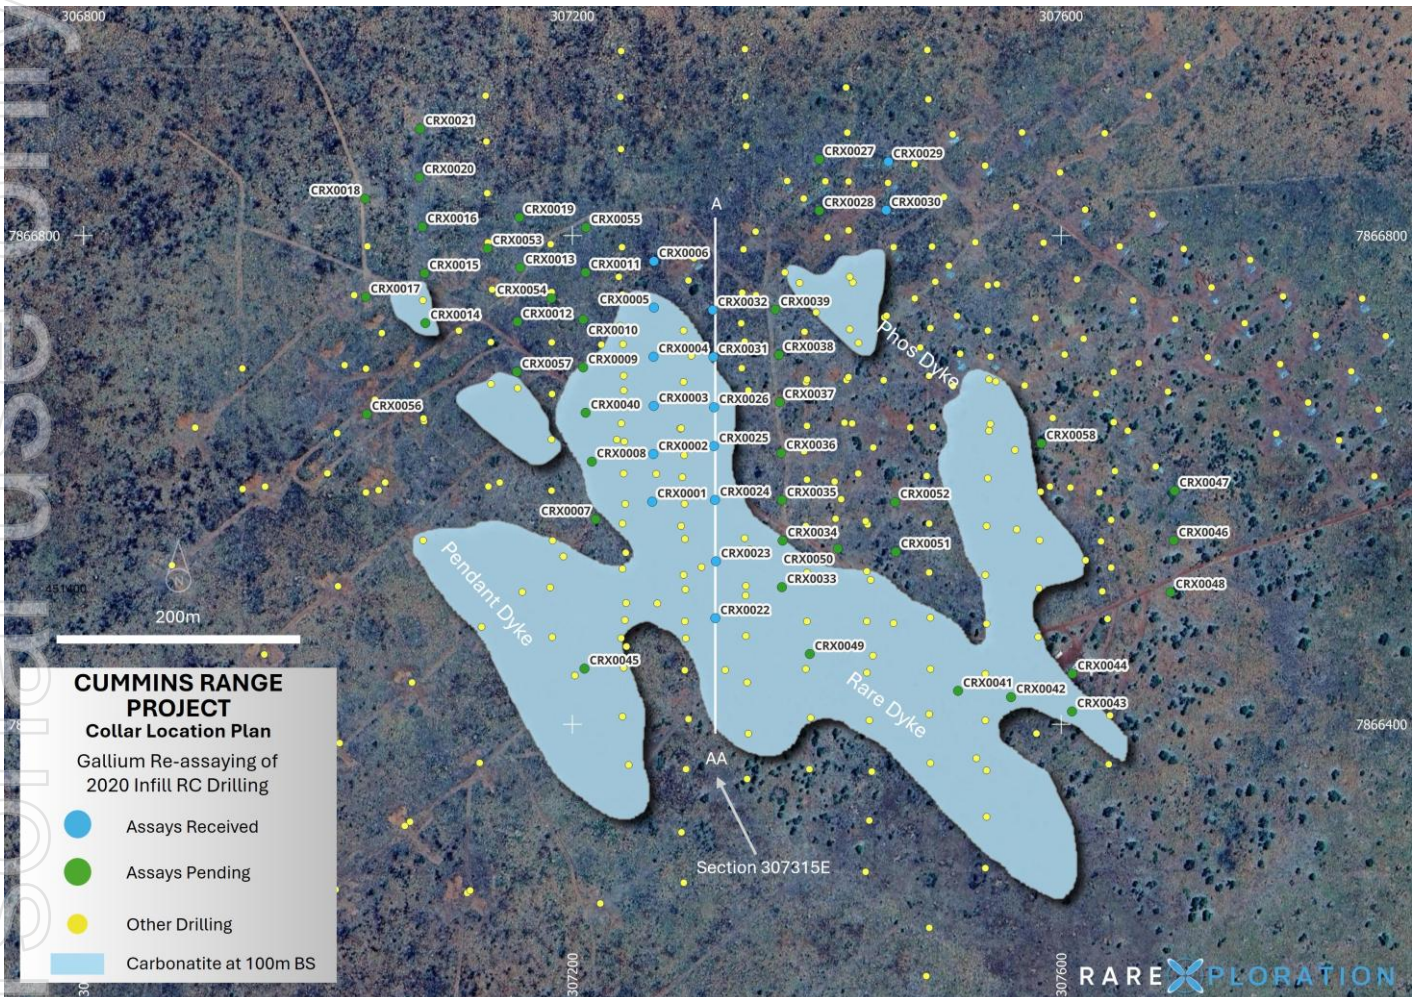 306800
307200
307600
CRX0021
CRX0027
CRX0029
CRX0020
CRX0018
CRX0028
CRX0030
A
CRX0019
CRX0016
CRX0055
7866800
7866800
CRX0053
CRX0006
CRX0013
CRX0015
CRX0011
CRX0017
CRX0054
CRX0005
CRX0032
CRX0039
CRX0014
CRX0012
CRX0010
Phos Dyke
CRX0004
CRX0031
CRX0038
CRX0057
CRX0009
CRX0003
CRX0026
CRX0037
CRX0056
CRX0040
CRX0058
CRX0002
CRX0025
CRX0036
CRX0008
CRX0047
CRX0001
CRX0024
CRX0035
CRX0052
CRX0007
CRX0034
CRX0046
Pendant Dyke
CRX0050
CRX0051
CRX0023
CRX0033
CRX0048
N
200m
CRX0022
CRX0049
CRX0045
CRX0044
Rare Dyke
CRX0041
CRX0042
CRX0043
7866400
AA
Section 307315E
CUMMINS RANGE
PROJECT
Collar Location Plan
Gallium Re-assaying of
2020 Infill RC Drilling
Assays Received
Assays Pending
Other Drilling
Carbonatite at 100m BS
307200
307600
RAREXPLORATION